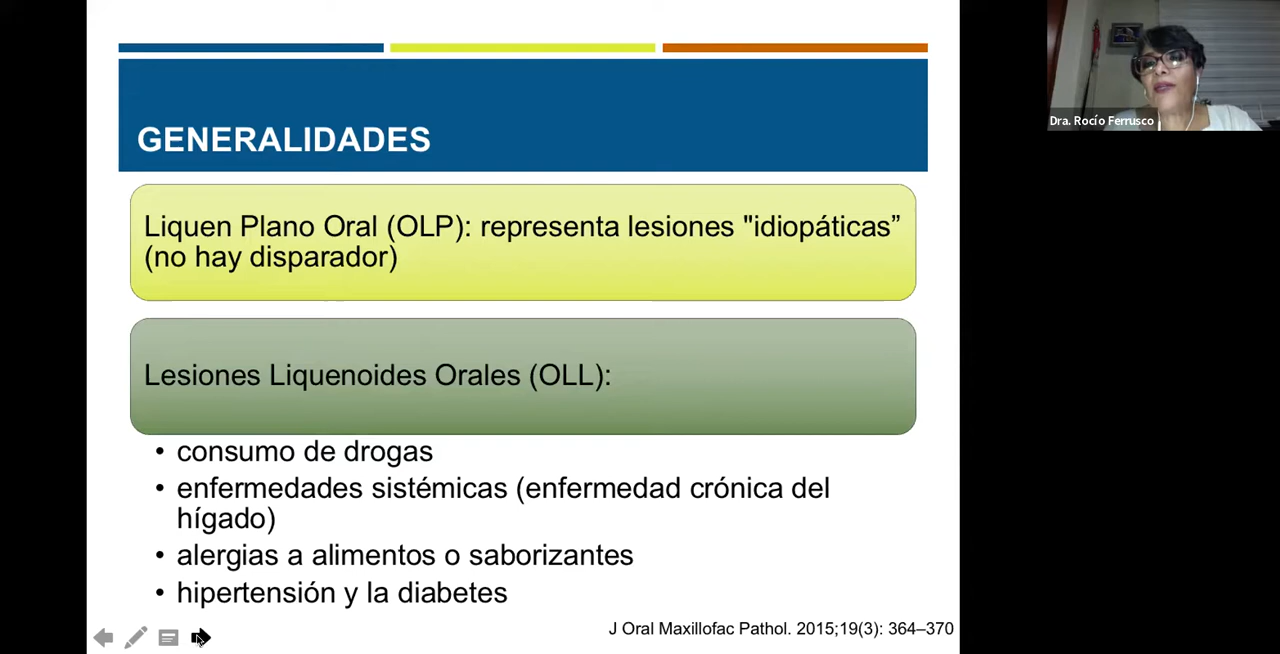 GENERALIDADES
Liquen Plano Oral (OLP): representa lesiones "idiopáticas”
(no hay disparador)
Lesiones Liquenoides Orales (OLL):
• consumo de drogas
• enfermedades sistémicas (enfermedad crónica del
hígado)
• alergias a alimentos o saborizantes
• hipertensión y la diabetes
J Oral Maxillofac Pathol. 2015;19(3): 364–370
Dra. Rocío Ferrusco